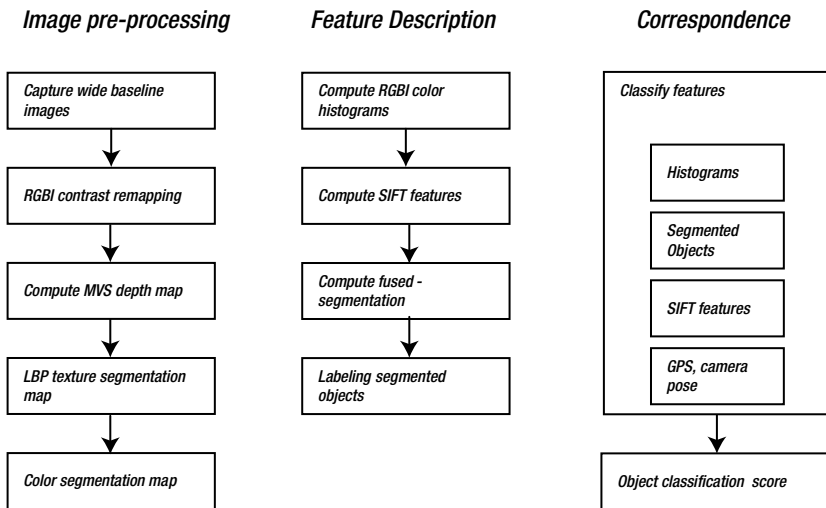 Image pre-processing
Capture wide baseline
images
RGBI contrast remapping
Compute MVS depth map
LBP texture segmentation
map
Color segmentation map
Feature Description
Compute RGBI color
histograms
Compute SIFT features
Compute fused -
segmentation
Labeling segmented
objects
Correspondence
Classify features
Histograms
Segmented
Objects
SIFT features
GPS, camera
pose
Object classification score